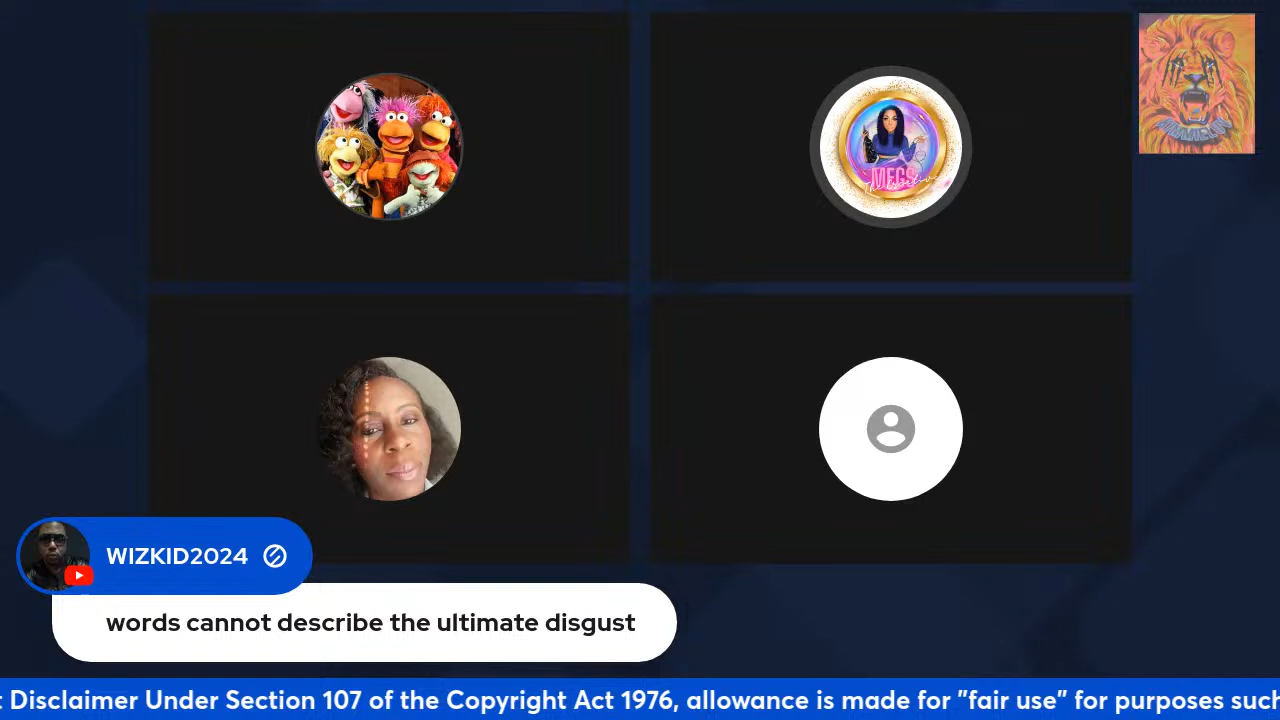 MEGS
WIZKID2024
words cannot describe the ultimate disgust
: Disclaimer Under Section 107 of the Copyright Act 1976, allowance is made for "fair use" for purposes such